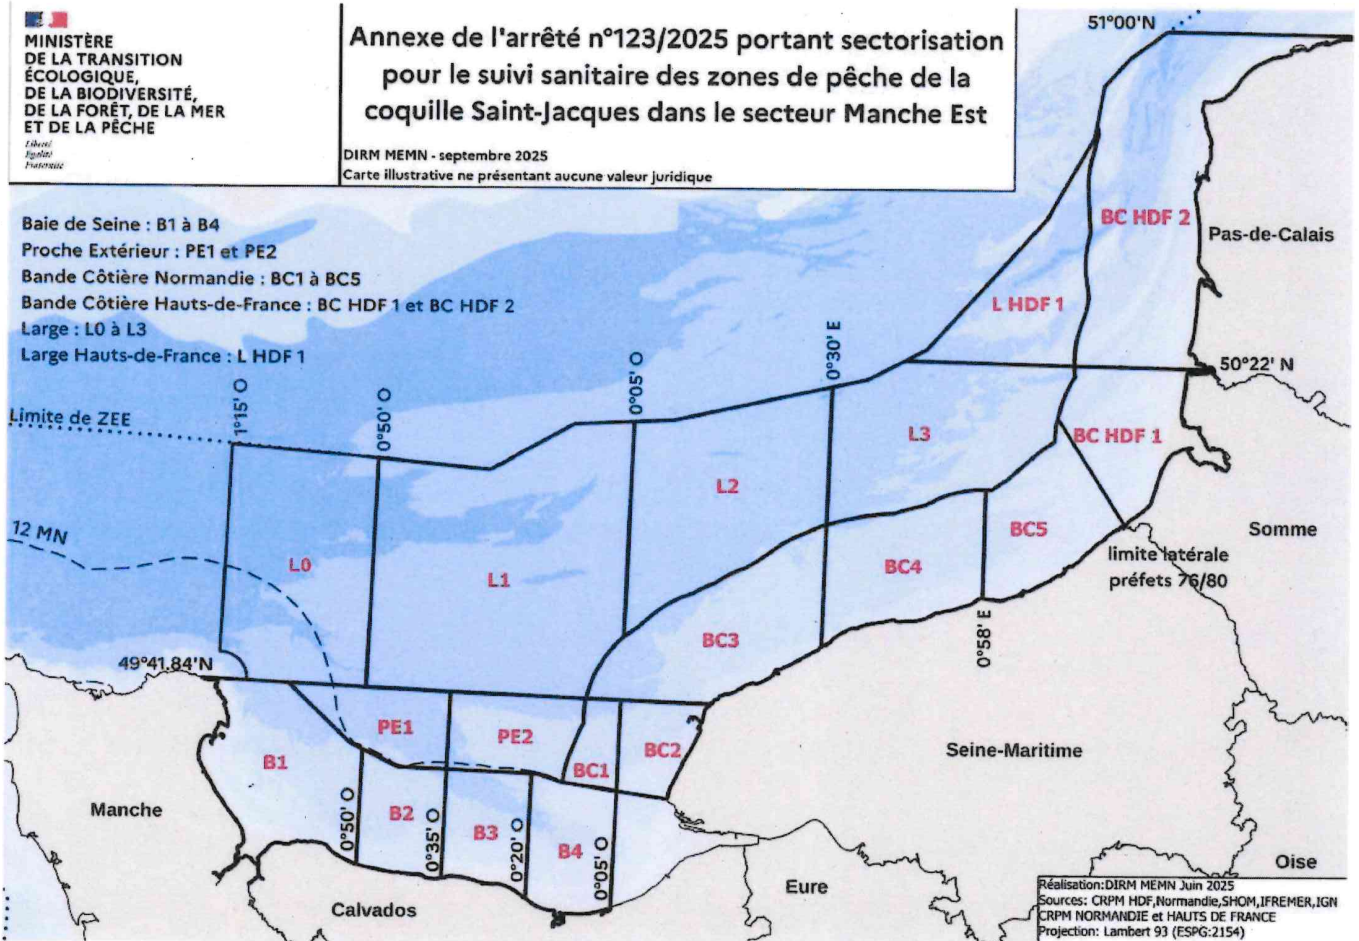 MINISTÈRE
DE LA TRANSITION
ÉCOLOGIQUE,
DE LA BIODIVERSITÉ,
DE LA FORÊT, DE LA MER
ET DE LA PÊCHE
Liberté
Égalité
Fraternité
Annexe de l'arrêté n°123/2025 portant sectorisation
pour le suivi sanitaire des zones de pêche de la
coquille Saint-Jacques dans le secteur Manche Est
DIRM MEMN - septembre 2025
Carte illustrative ne présentant aucune valeur juridique
51°00'N
Baie de Seine : B1 à B4
Proche Extérieur : PE1 et PE2
Bande Côtière Normandie : BC1 à BC5
Bande Côtière Hauts-de-France : BC HDF 1 et BC HDF 2
Large : L0 à L3
Large Hauts-de-France : L HDF 1
BC HDF 2
Pas-de-Calais
L HDF 1
0°30' E
50°22' N
0°05' O
1°15' O
0°50' O
Limite de ZEE
L3
BC HDF 1
L2
12 MN
L0
L1
BC5
BC4
Somme
limite latérale
préfets 76/80
BC3
0°58' E
49°41.84'N
PE1
PE2
BC1
BC2
B1
Seine-Maritime
Manche
0°50' O
B2
0°35' O
B3
0°20' O
B4
0°05' O
Calvados
Eure
Oise
Réalisation:DIRM MEMN Juin 2025
Sources: CRPM HDF,Normandie,SHOM,IFREMER,IGN
CRPM NORMANDIE et HAUTS DE FRANCE
Projection: Lambert 93 (ESPG:2154)